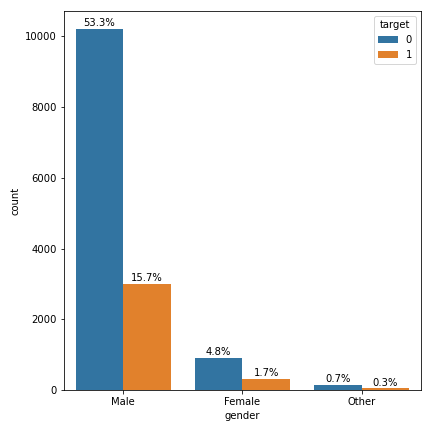 target
0
1
53.3%
15.7%
4.8%
1.7%
0.7%
0.3%
10000
8000
6000
4000
2000
0
count
Male
Female
Other
gender